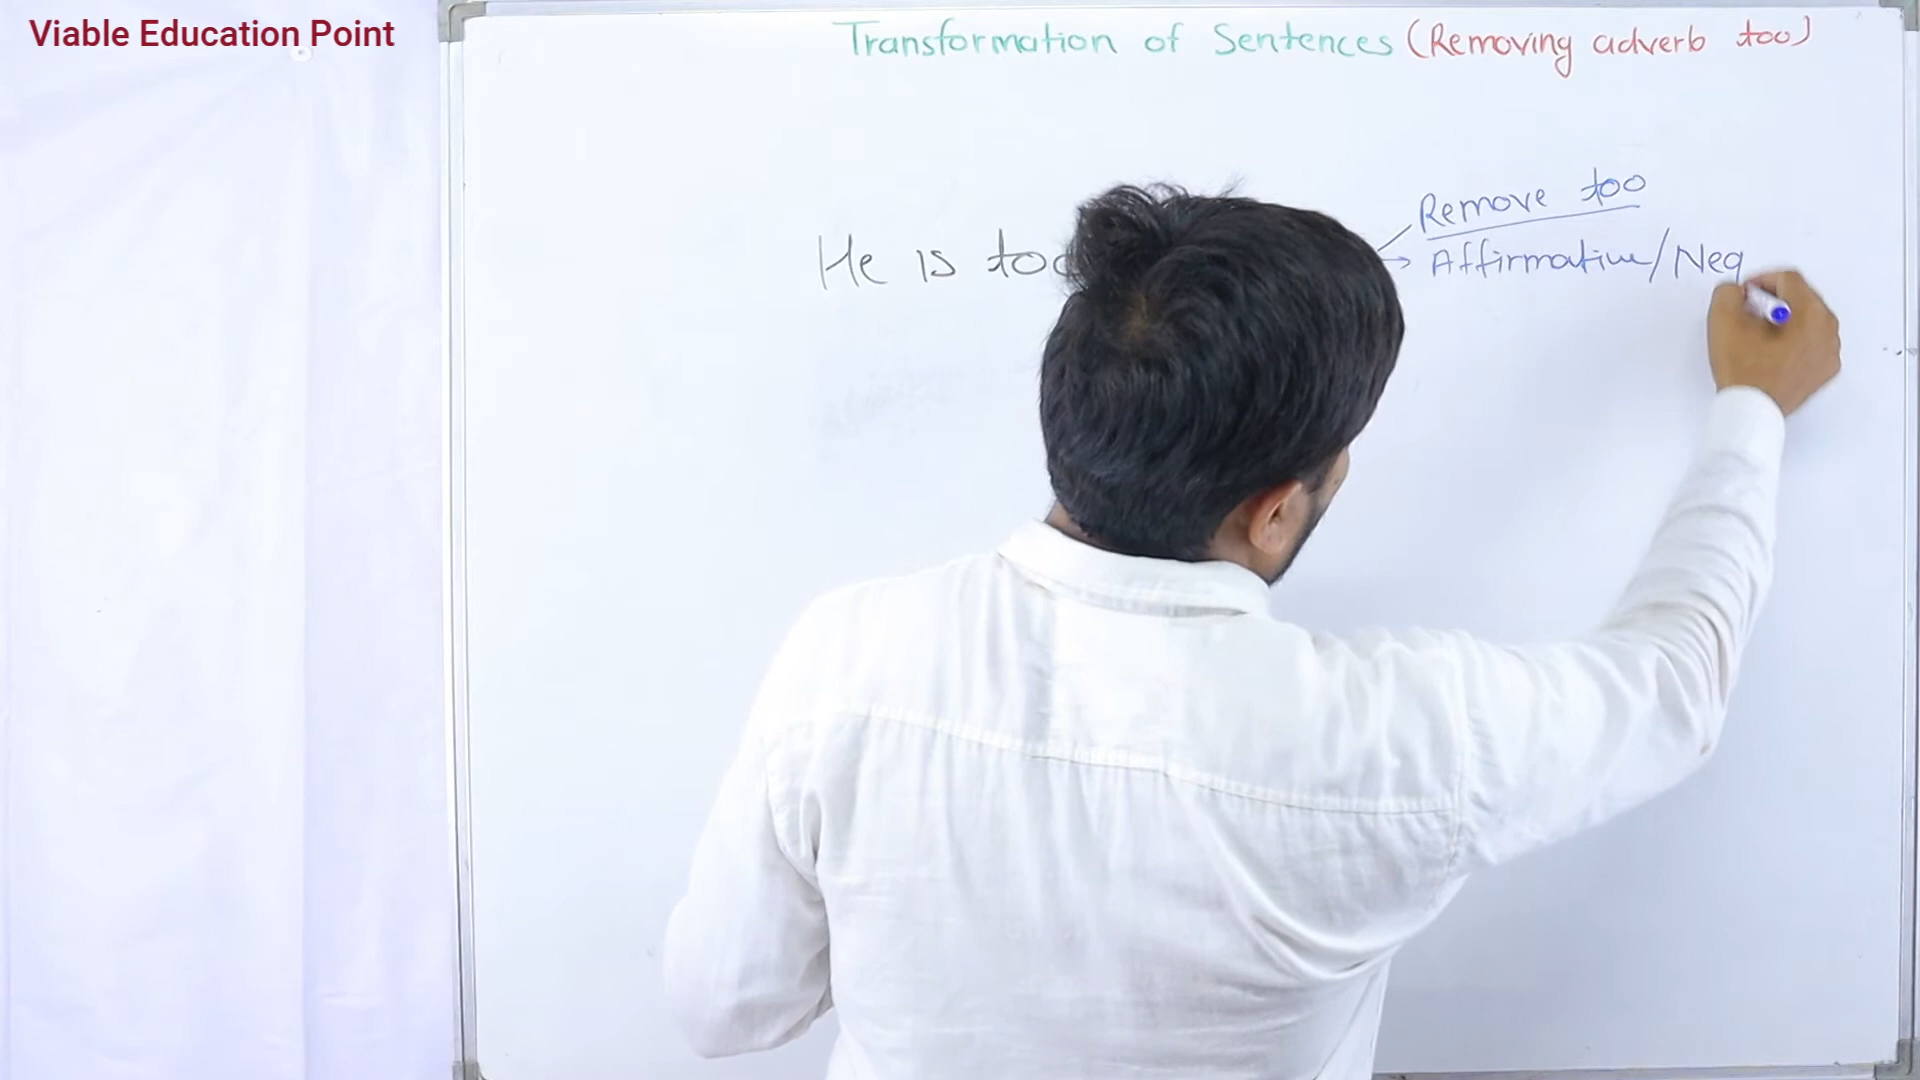 Viable Education Point
Transformation of Sentences (Removing adverb too)
Remove too
He is too
Affirmative/Neg